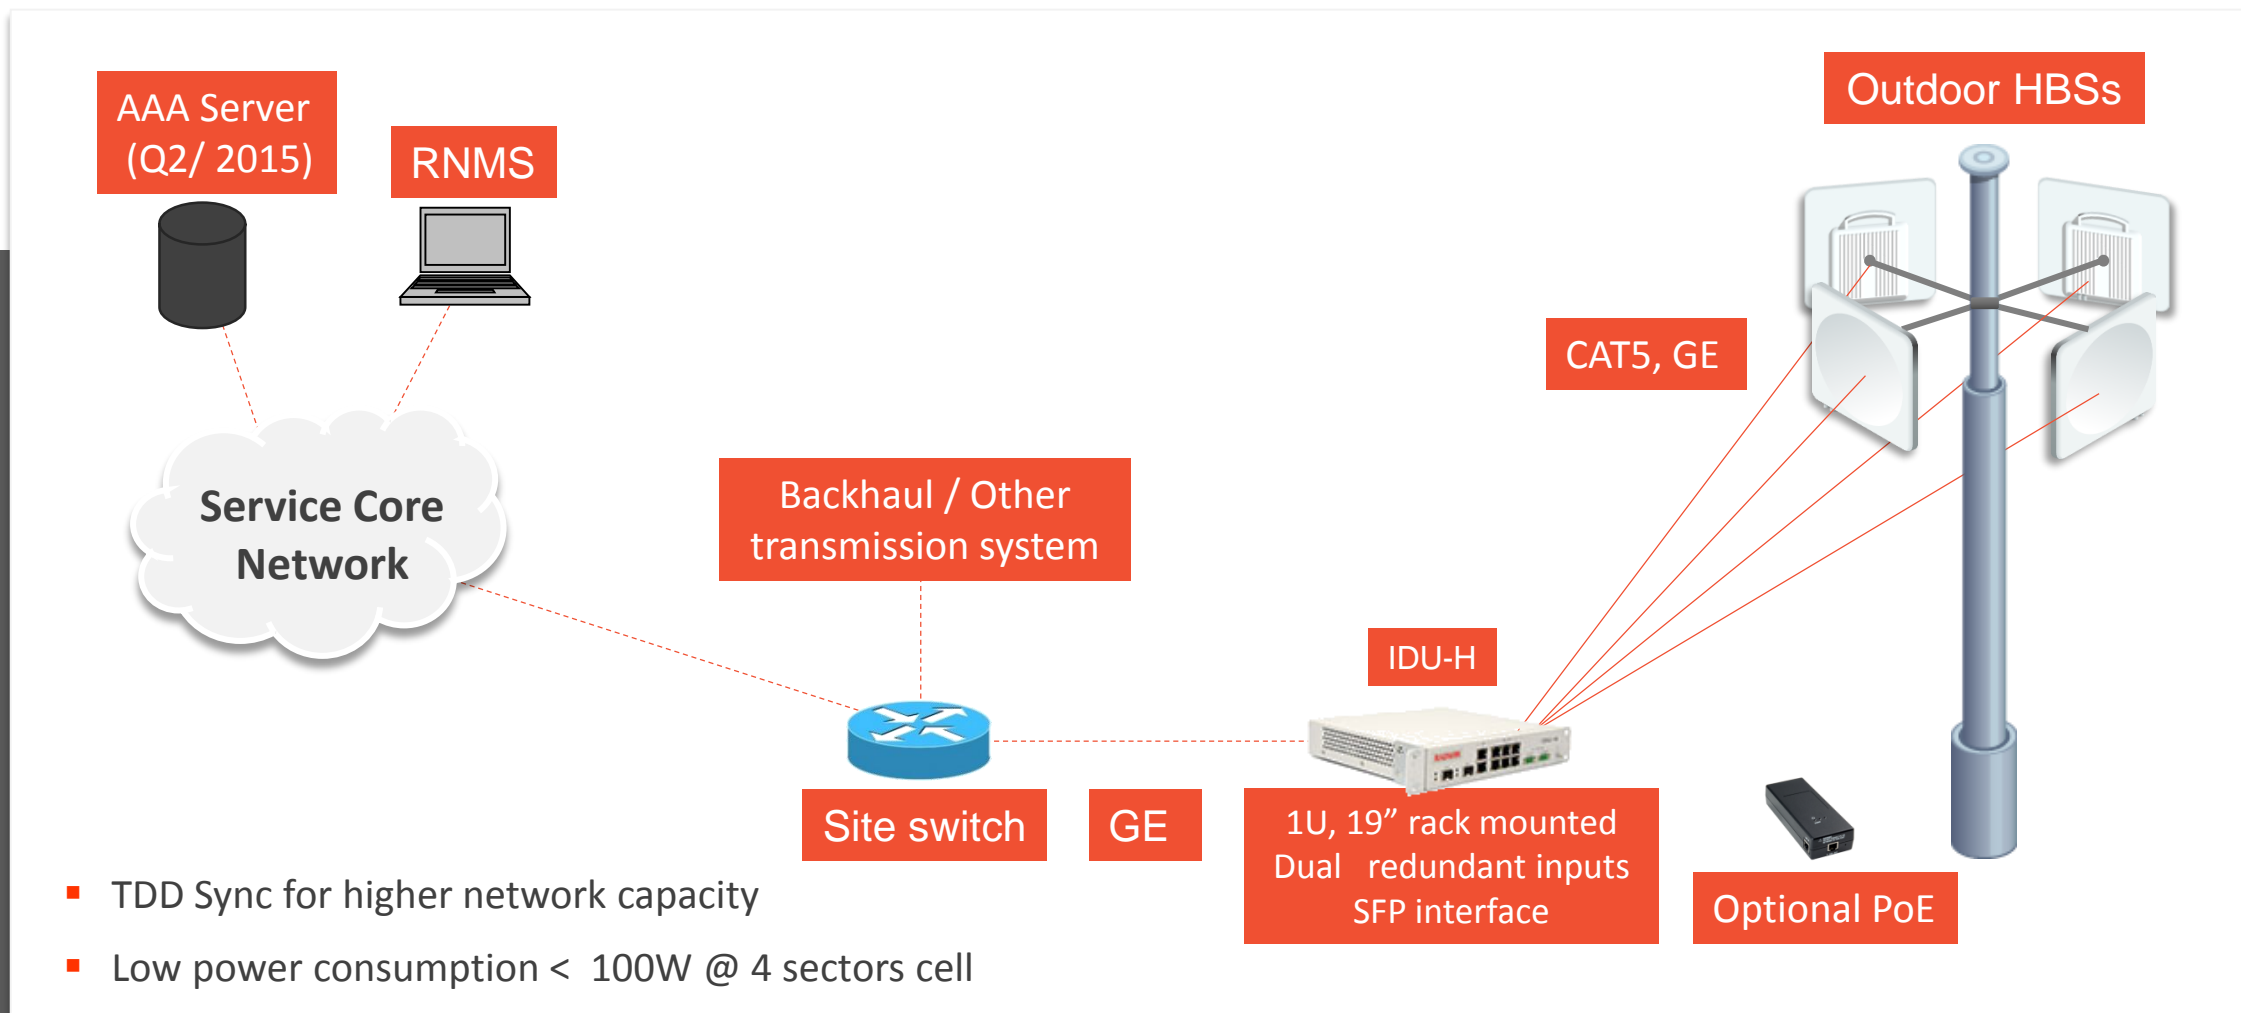 AAA Server
(Q2/ 2015)
RNMS
Outdoor HBSs
CAT5, GE
Service Core
Network
Backhaul / Other
transmission system
IDU-H
Site switch
GE
1U, 19” rack mounted
Dual redundant inputs
SFP interface
Optional PoE
TDD Sync for higher network capacity
Low power consumption < 100W @ 4 sectors cell